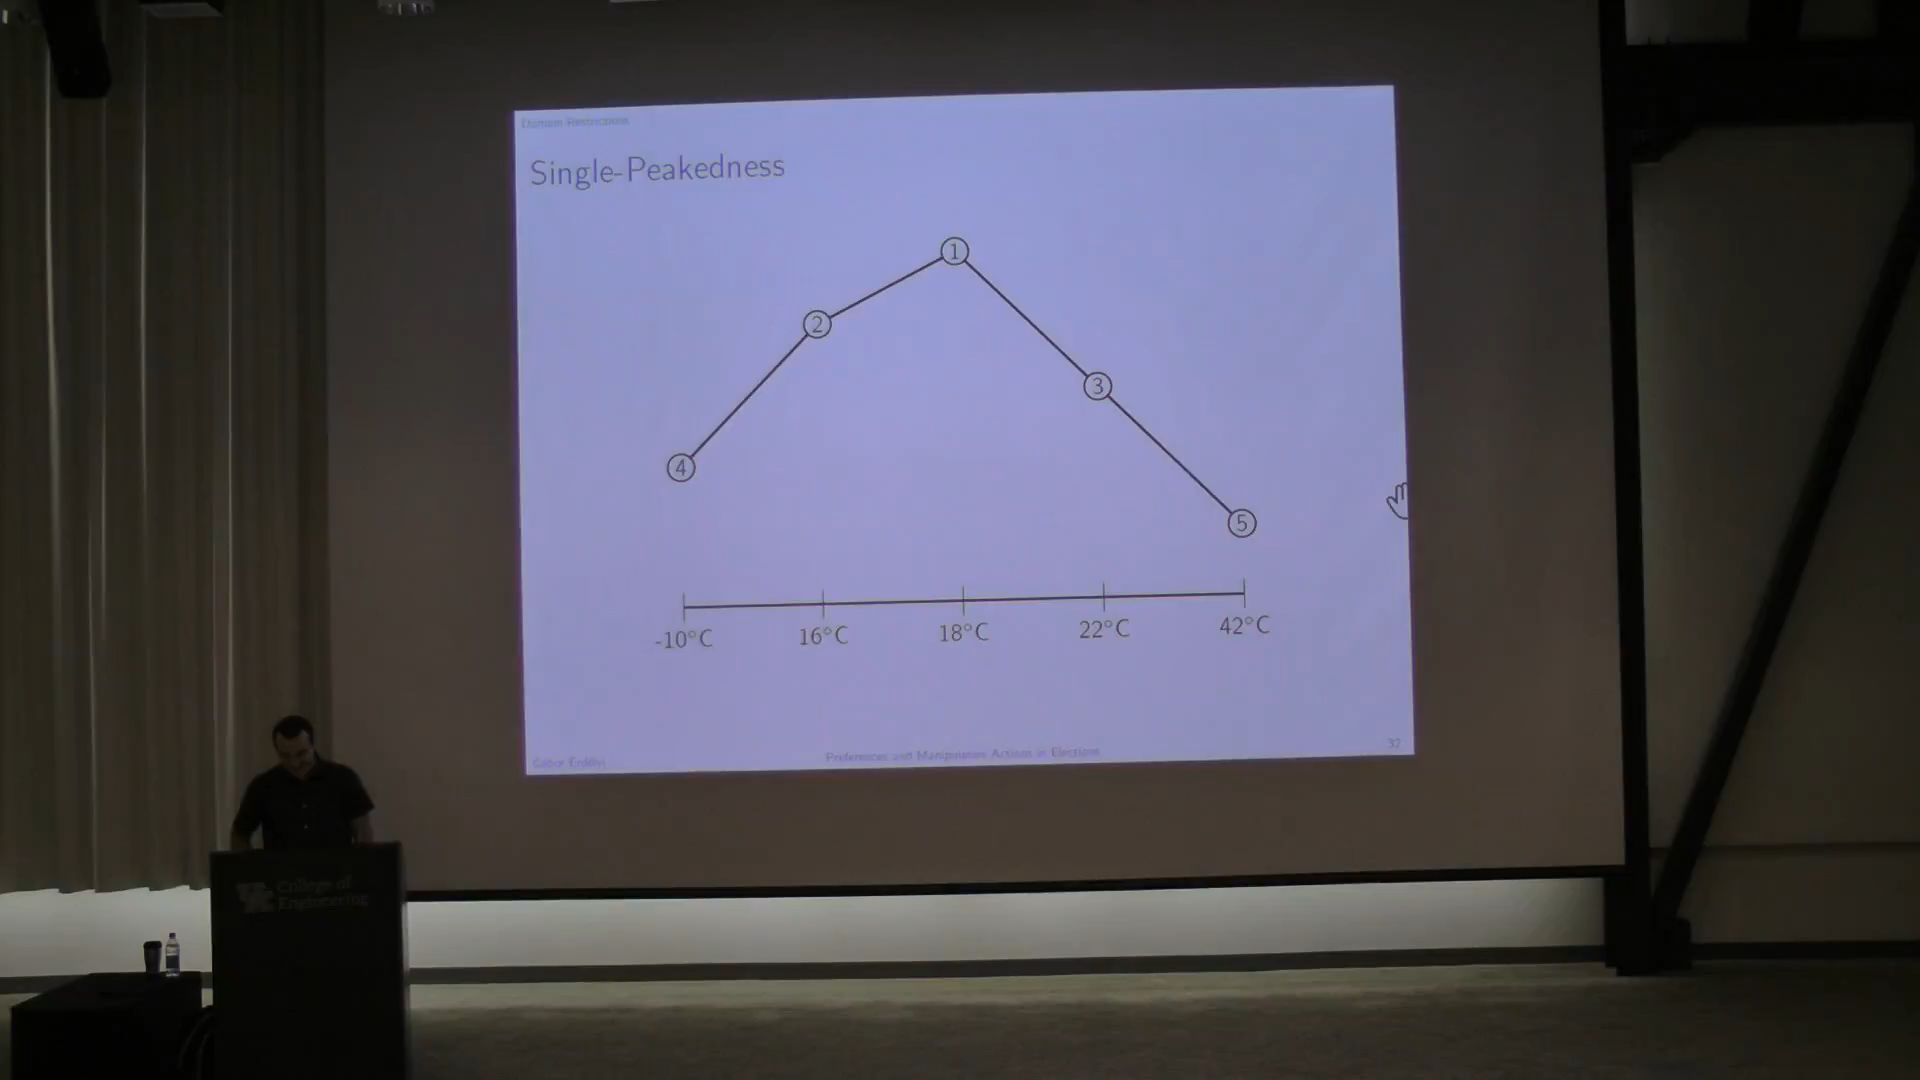 Domain Restrictions
Single-Peakedness
1
2
3
4
5
-10°C 16°C 18°C 22°C 42°C
Gábor Erdélyi Preferences and Manipulative Actions in Elections 32
College of
Engineering